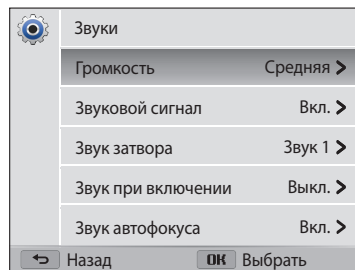 Звуки
Громкость Средняя
Звуковой сигнал Вкл.
Звук затвора Звук 1
Звук при включении Выкл.
Звук автофокуса Вкл.
Назад OK Выбрать